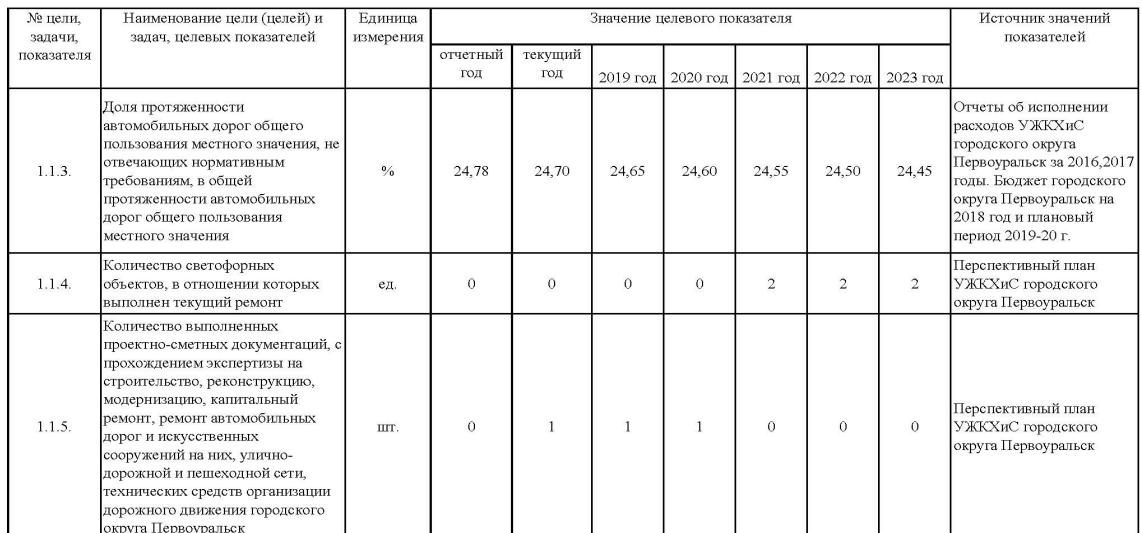 № цели,
задачи,
показателя
Наименование цели (целей) и
задач, целевых показателей
Единица
измерения
Значение целевого показателя
Источник значений
показателей
отчетный
год
текущий
год
2019 год
2020 год
2021 год
2022 год
2023 год
1.1.3.
Доля протяженности
автомобильных дорог общего
пользования местного значения, не
отвечающих нормативным
требованиям, в общей
протяженности автомобильных
дорог общего пользования
местного значения
%
24,78
24,70
24,65
24,60
24,55
24,50
24,45
Отчеты об исполнении
расходов УЖКХиС
городского округа
Первоуральск за 2016,2017
годы. Бюджет городского
округа Первоуральск на
2018 год и плановый
период 2019-20 г.
1.1.4.
Количество светофорных
объектов, в отношении которых
выполнен текущий ремонт
ед.
0
0
0
0
2
2
2
Перспективный план
УЖКХиС городского
округа Первоуральск
1.1.5.
Количество выполненных
проектно-сметных документаций, с
прохождением экспертизы на
строительство, реконструкцию,
модернизацию, капитальный
ремонт, ремонт автомобильных
дорог и искусственных
сооружений на них, улично-
дорожной и пешеходной сети,
технических средств организации
дорожного движения городского
округа Первоуральск
шт.
0
1
1
1
0
0
0
Перспективный план
УЖКХиС городского
округа Первоуральск